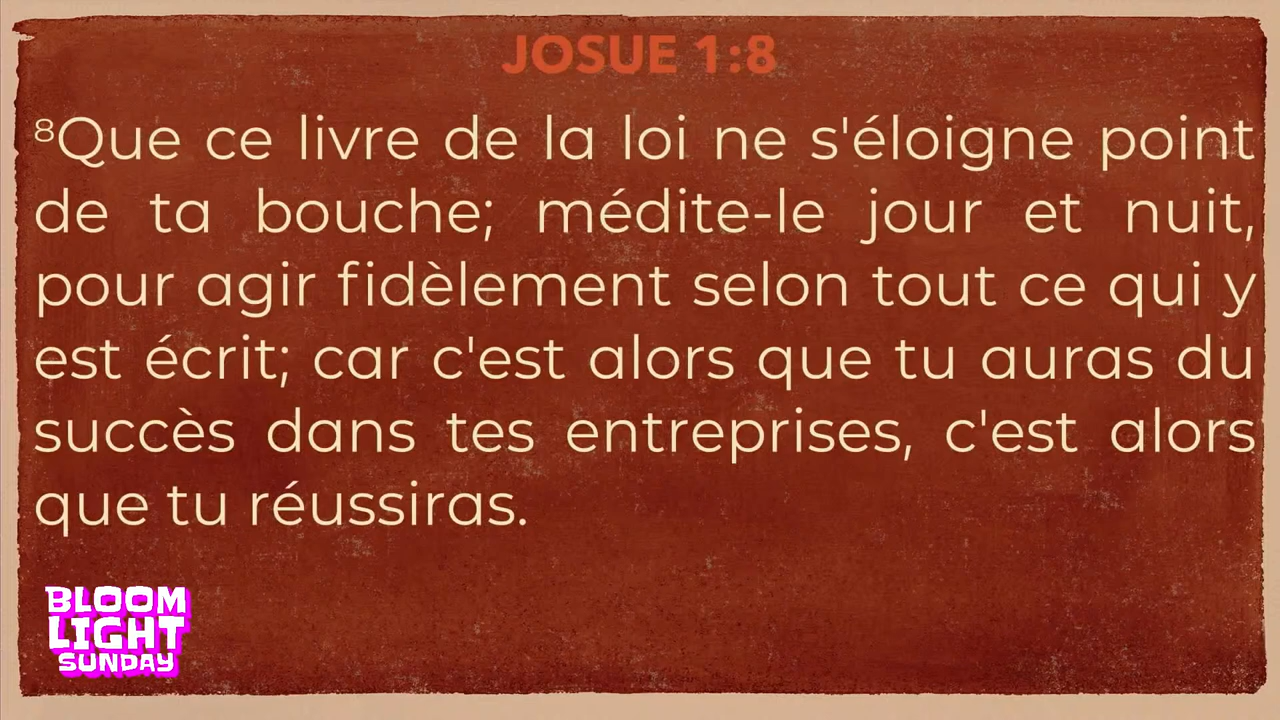 JOSUE 1:8
⁸Que ce livre de la loi ne s'éloigne point
de ta bouche; médite-le jour et nuit,
pour agir fidèlement selon tout ce qui y
est écrit; car c'est alors que tu auras du
succès dans tes entreprises, c'est alors
que tu réussiras.
BLOOM
LIGHT
SUNDAY